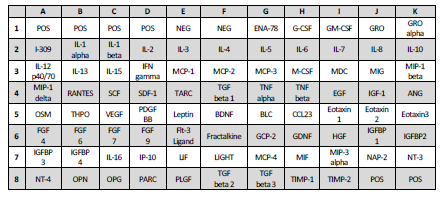 A B C D E F G H I J K
1 POS POS POS POS NEG NEG ENA-78 G-CSF GM-CSF GRO GRO alpha
2 I-309 IL-1 alpha IL-1 beta IL-2 IL-3 IL-4 IL-5 IL-6 IL-7 IL-8 IL-10
3 IL-12 p40/70 IL-13 IL-15 IFN gamma MCP-1 MCP-2 MCP-3 M-CSF MDC MIG MIP-1 beta
4 MIP-1 delta RANTES SCF SDF-1 TARC TGF beta 1 TNF alpha TNF beta EGF IGF-1 ANG
5 OSM THPO VEGF PDGF BB Leptin BDNF BLC CCL23 Eotaxin 1 Eotaxin 2 Eotaxin3
6 FGF 4 FGF 6 FGF 7 FGF 9 Flt-3 Ligand Fractalkine GCP-2 GDNF HGF IGFBP 1 IGFBP2
7 IGFBP 3 IGFBP 4 IL-16 IP-10 LIF LIGHT MCP-4 MIF MIP-3 alpha NAP-2 NT-3
8 NT-4 OPN OPG PARC PLGF TGF beta 2 TGF beta 3 TIMP-1 TIMP-2 POS POS